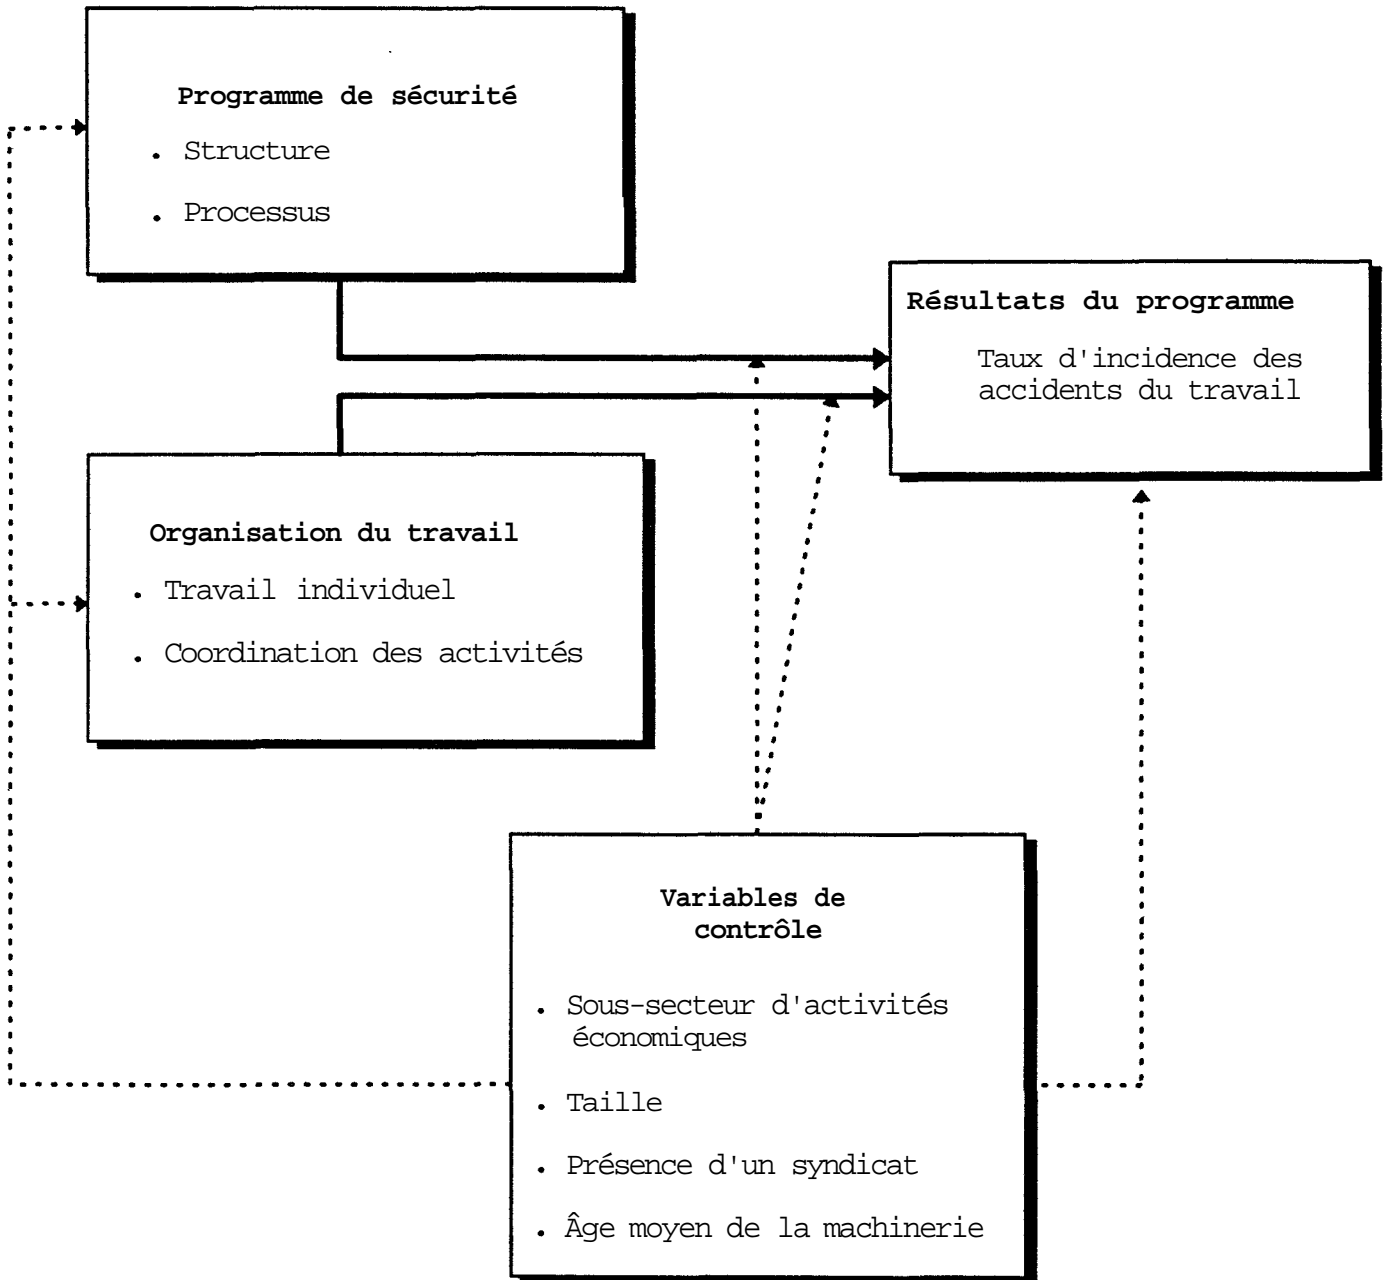 Programme de sécurité
. Structure
. Processus
Résultats du programme
Taux d'incidence des
accidents du travail
Organisation du travail
. Travail individuel
. Coordination des activités
Variables de
contrôle
. Sous-secteur d'activités
économiques
. Taille
. Présence d'un syndicat
. Âge moyen de la machinerie